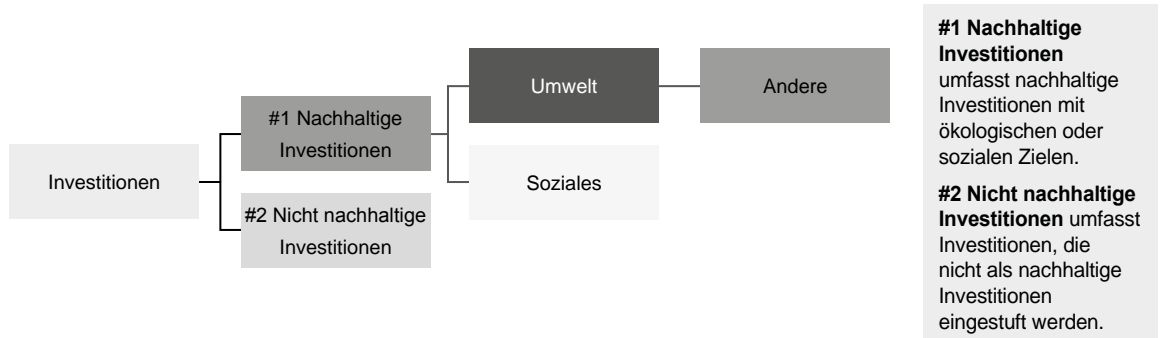 Investitionen
#1 Nachhaltige
Investitionen
#2 Nicht nachhaltige
Investitionen
Umwelt
Soziales
Andere
#1 Nachhaltige
Investitionen
umfasst nachhaltige
Investitionen mit
ökologischen oder
sozialen Zielen.
#2 Nicht nachhaltige
Investitionen umfasst
Investitionen, die
nicht als nachhaltige
Investitionen
eingestuft werden.